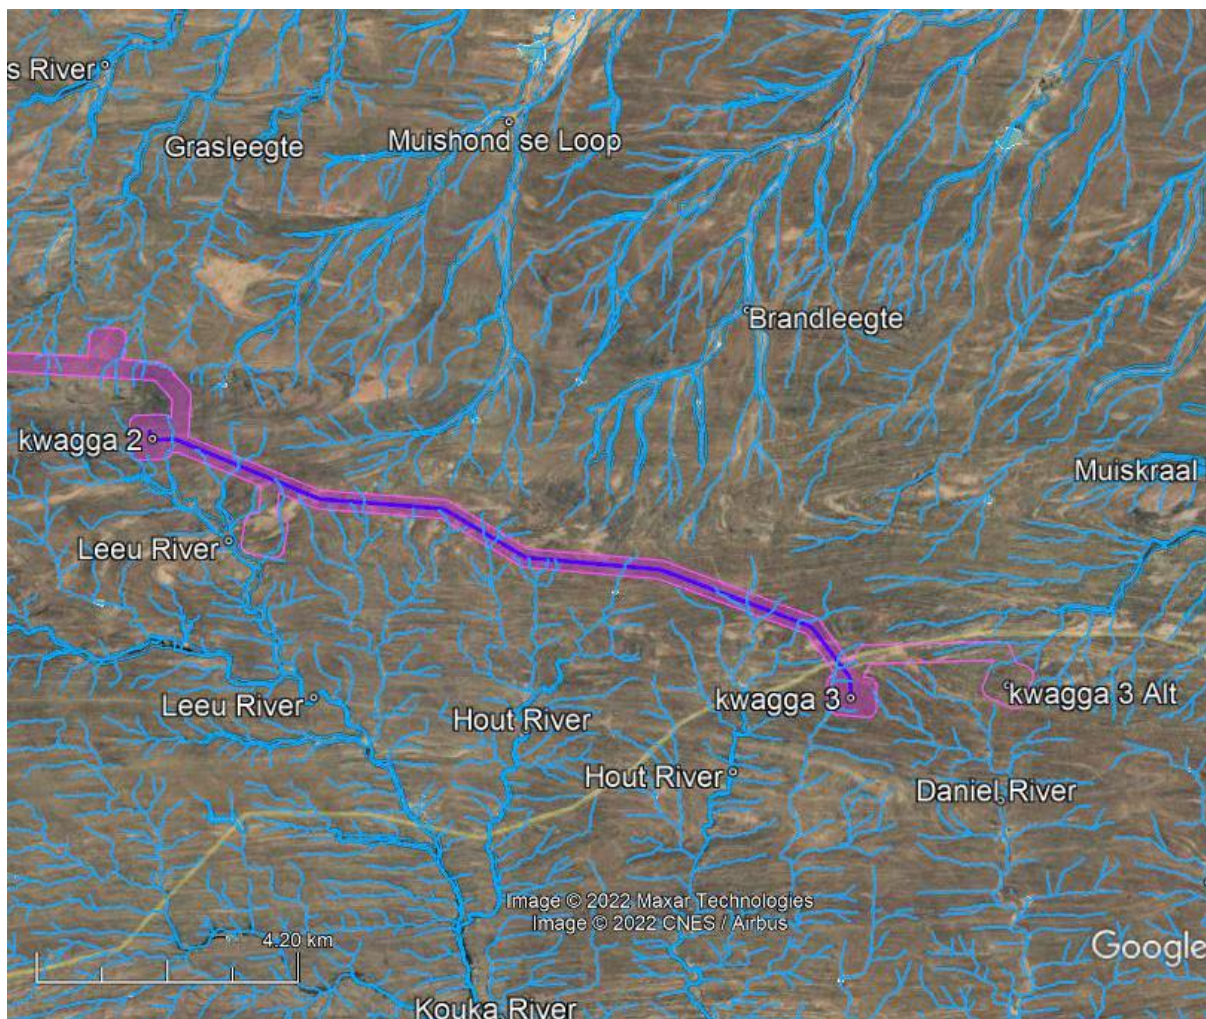 s River
Grasleegte
Muishond se Loop
Brandleegte
kwagga 2
Muiskraal
Leeu River
Leeu River
Hout River
kwagga 3
kwagga 3 Alt
Hout River
Daniel River
Image © 2022 Maxar Technologies
Image © 2022 CNES / Airbus
4.20 km
Google
Kouka River